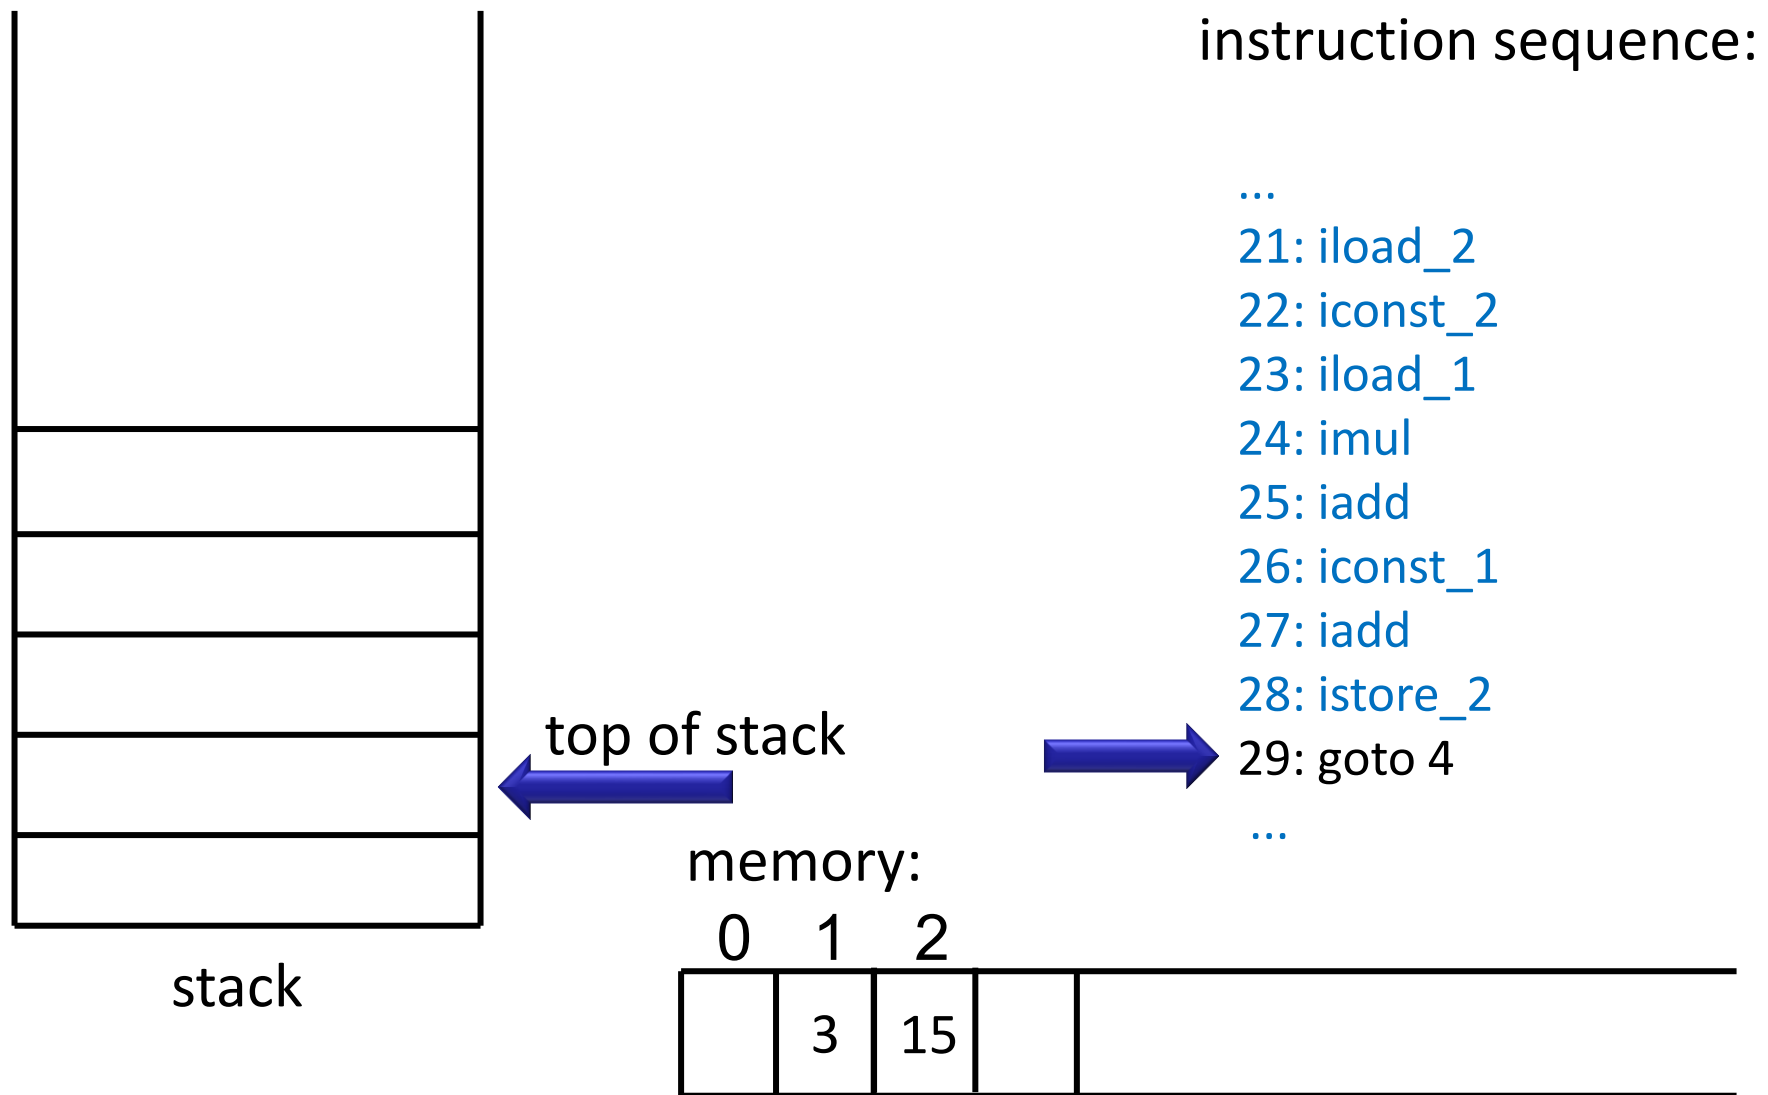 instruction sequence:
...
21: iload_2
22: iconst_2
23: iload_1
24: imul
25: iadd
26: iconst_1
27: iadd
28: istore_2
29: goto 4
...
top of stack
memory:
0 1 2
3 15
stack